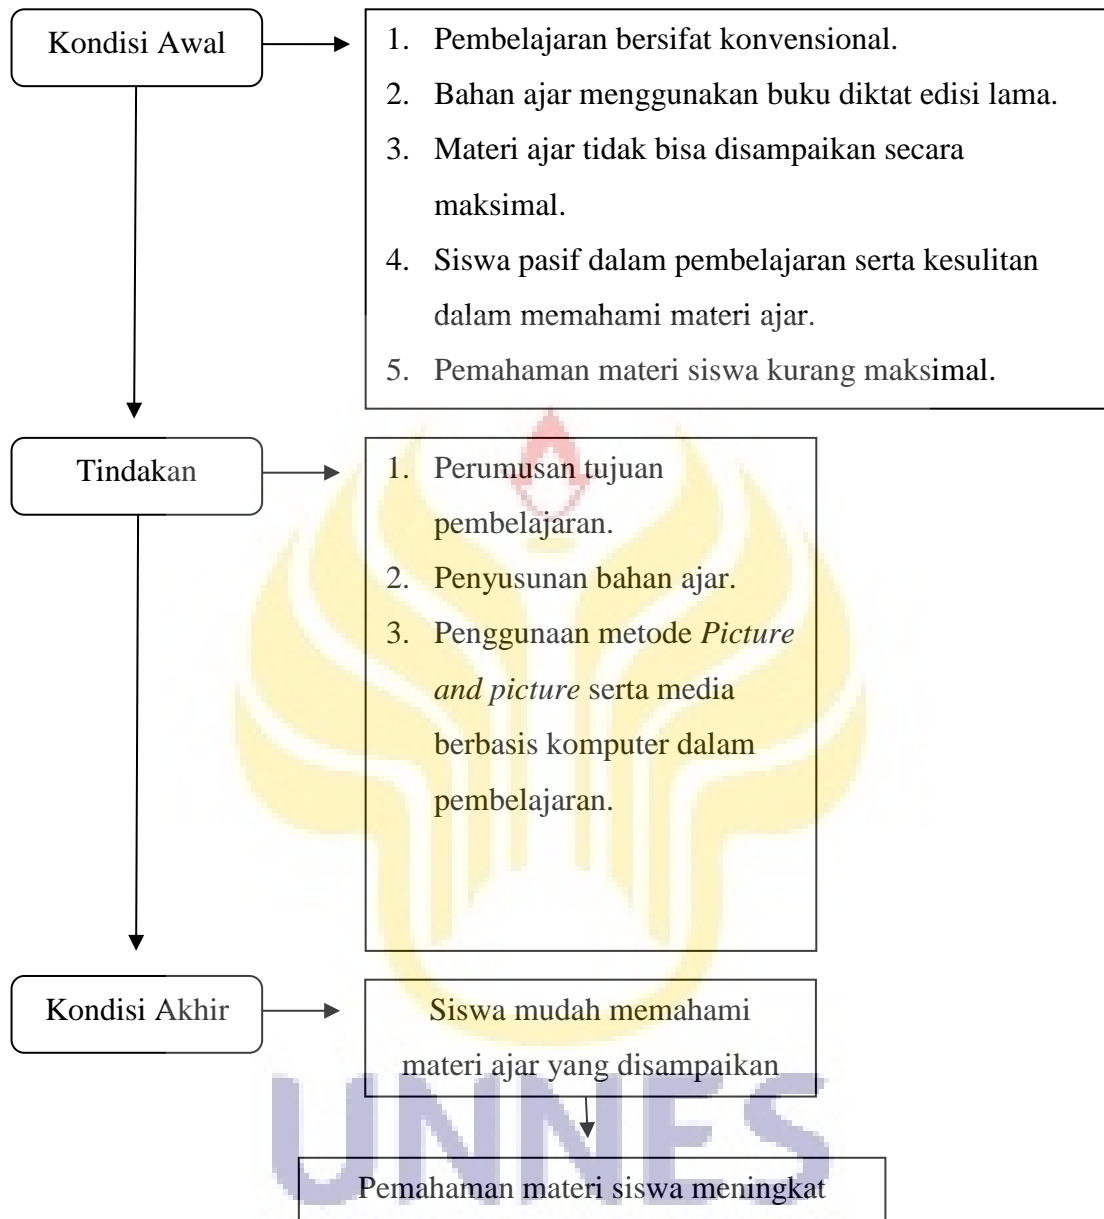 Kondisi Awal
1. Pembelajaran bersifat konvensional.
2. Bahan ajar menggunakan buku diktat edisi lama.
3. Materi ajar tidak bisa disampaikan secara
maksimal.
4. Siswa pasif dalam pembelajaran serta kesulitan
dalam memahami materi ajar.
5. Pemahaman materi siswa kurang maksimal.
Tindakan
1. Perumusan tujuan
pembelajaran.
2. Penyusunan bahan ajar.
3. Penggunaan metode Picture
and picture serta media
berbasis komputer dalam
pembelajaran.
Kondisi Akhir
Siswa mudah memahami
materi ajar yang disampaikan
UNNES
Pemahaman materi siswa meningkat